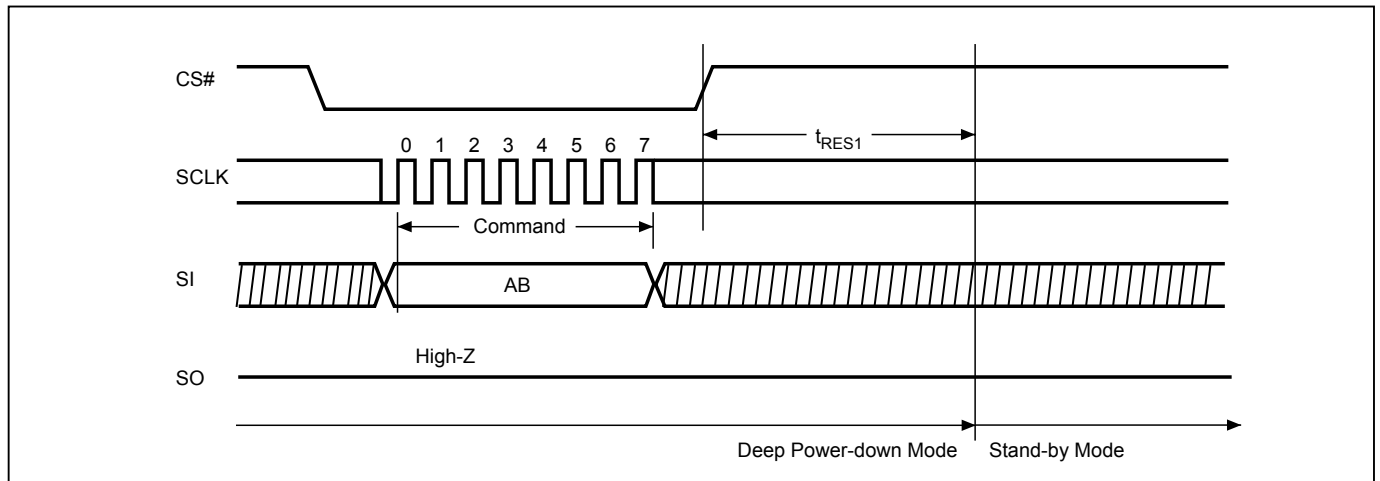 CS#
tRES1
0 1 2 3 4 5 6 7
SCLK
Command
SI
AB
High-Z
SO
Deep Power-down Mode Stand-by Mode